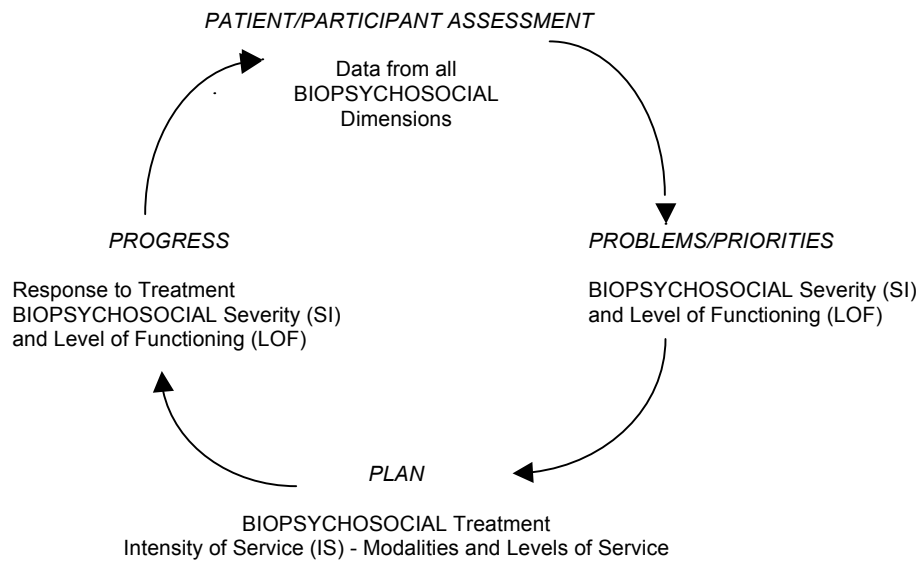 PATIENT/PARTICIPANT ASSESSMENT
Data from all
BIOPSYCHOSOCIAL
Dimensions
PROGRESS
Response to Treatment
BIOPSYCHOSOCIAL Severity (SI)
and Level of Functioning (LOF)
PROBLEMS/PRIORITIES
BIOPSYCHOSOCIAL Severity (SI)
and Level of Functioning (LOF)
PLAN
BIOPSYCHOSOCIAL Treatment
Intensity of Service (IS) - Modalities and Levels of Service